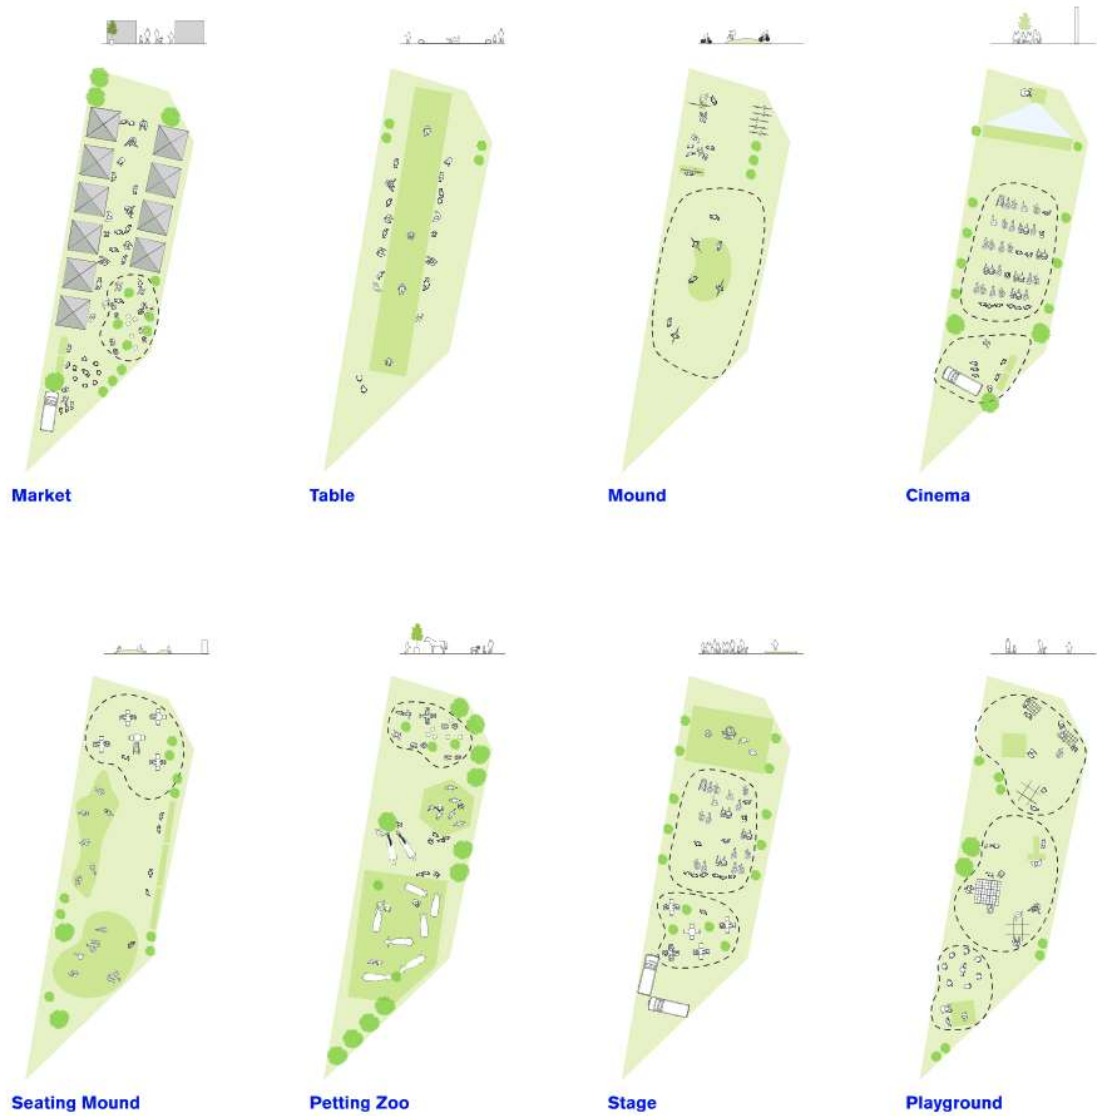 Market
Table
Mound
Cinema
Seating Mound
Petting Zoo
Stage
Playground